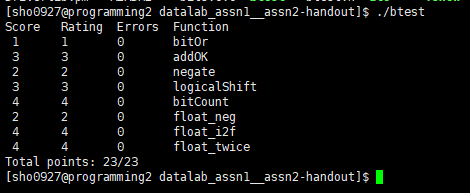 [sho0927@programming2 datalab_assn1__assn2-handout]$ ./btest
Score Rating Errors Function
1 1 0 bitOr
3 3 0 addOK
2 2 0 negate
3 3 0 logicalShift
4 4 0 bitCount
2 2 0 float_neg
4 4 0 float_i2f
4 4 0 float_twice
Total points: 23/23
[sho0927@programming2 datalab_assn1__assn2-handout]$